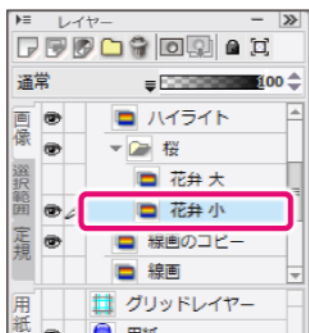 レイヤー
通常 100
画像
選択範囲
定規
用紙
ハイライト
桜
花弁 大
花弁 小
線画のコピー
線画
グリッドレイヤー
用紙